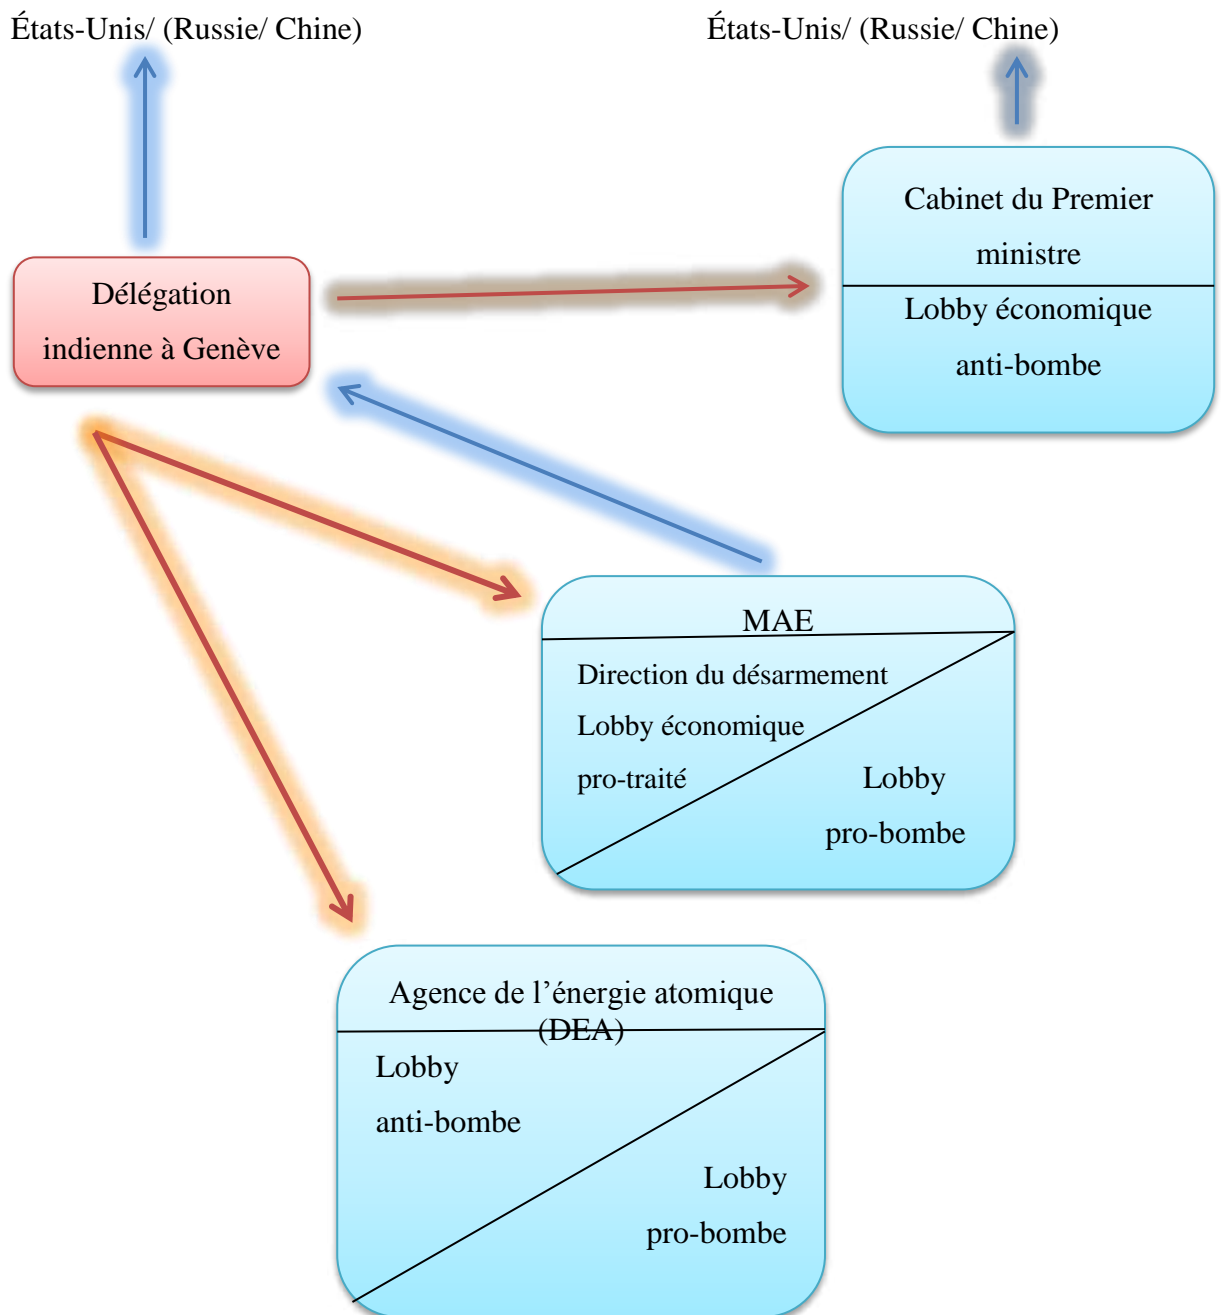 États-Unis/ (Russie/ Chine)
États-Unis/ (Russie/ Chine)
Cabinet du Premier
ministre
Lobby économique
anti-bombe
Délégation
indienne à Genève
MAE
Direction du désarmement
Lobby économique
pro-traité
Lobby
pro-bombe
Agence de l’énergie atomique
(DEA)
Lobby
anti-bombe
Lobby
pro-bombe